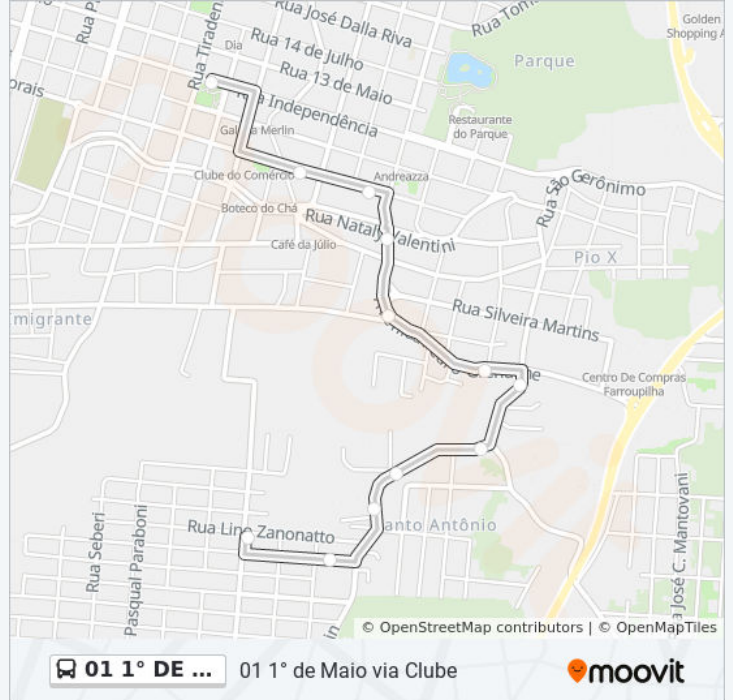 Rua José Dalla Riva
Golden
Shopping
Rua 14 de Julho
Dia
Rua Tiraden
Parque
Rua 13 de Maio
orais
Rua Independência
Restaurante
do Parque
Clube do Comércio
Andreazza
Rua São Gerônimo
Boteco do Chá
Rua Nataly Valentini
Café da Júlio
Pio X
migrante
Rua Silveira Martins
Centro De Compras
Farroupilha
Rua Lino Zanonatto
anto Antônio
Rua Seberi
Pasqual Paraboni
a José C. Mantovani
in
© OpenStreetMap contributors | © OpenMapTiles
01 1° DE ...
01 1° de Maio via Clube
moovit